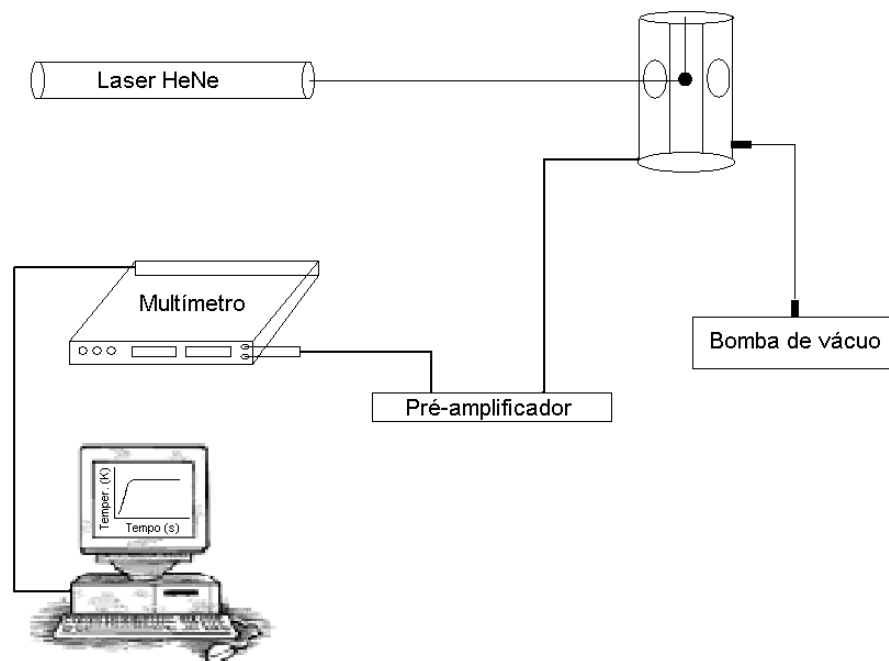 Laser HeNe
Multímetro
Bomba de vácuo
Pré-amplificador
Temper. (K)
Tempo (s)